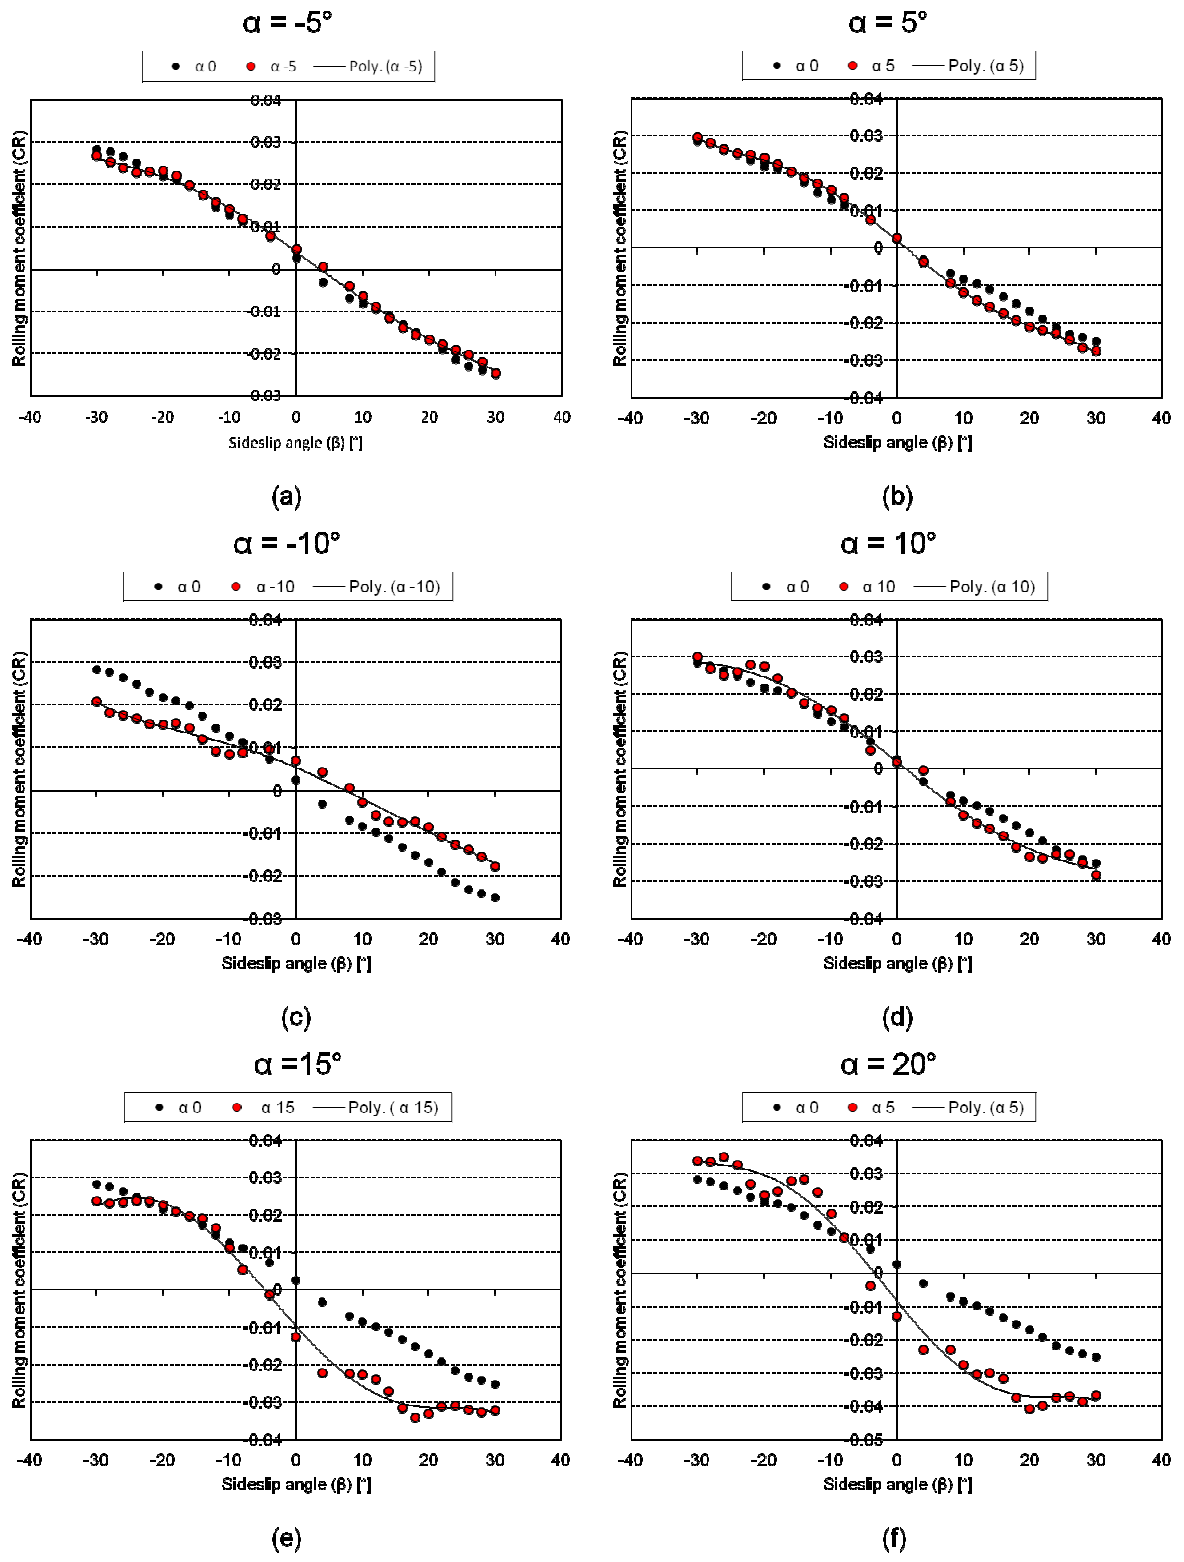 α = -5°
α 0 α -5 Poly. (α -5)
Rolling moment coefficient (CR)
0.04
0.03
0.02
0.01
0
-0.01
-0.02
-0.03
-40 -30 -20 -10 0 10 20 30 40
Sideslip angle (β) [°]
(a)
α = 5°
α 0 α 5 Poly. (α 5)
Rolling moment coefficient (CR)
0.04
0.03
0.02
0.01
0
-0.01
-0.02
-0.03
-0.04
-40 -30 -20 -10 0 10 20 30 40
Sideslip angle (β) [°]
(b)
α = -10°
α 0 α -10 Poly. (α -10)
Rolling moment coefficient (CR)
0.04
0.03
0.02
0.01
0
-0.01
-0.02
-0.03
-40 -30 -20 -10 0 10 20 30 40
Sideslip angle (β) [°]
(c)
α = 10°
α 0 α 10 Poly. (α 10)
Rolling moment coefficient (CR)
0.04
0.03
0.02
0.01
0
-0.01
-0.02
-0.03
-0.04
-40 -30 -20 -10 0 10 20 30 40
Sideslip angle (β) [°]
(d)
α =15°
α 0 α 15 Poly. ( α 15)
Rolling moment coefficient (CR)
0.04
0.03
0.02
0.01
0
-0.01
-0.02
-0.03
-0.04
-40 -30 -20 -10 0 10 20 30 40
Sideslip angle (β) [°]
(e)
α = 20°
α 0 α 5 Poly. (α 5)
Rolling moment coefficient (CR)
0.04
0.03
0.02
0.01
0
-0.01
-0.02
-0.03
-0.04
-0.05
-40 -30 -20 -10 0 10 20 30 40
Sideslip angle (β) [°]
(f)